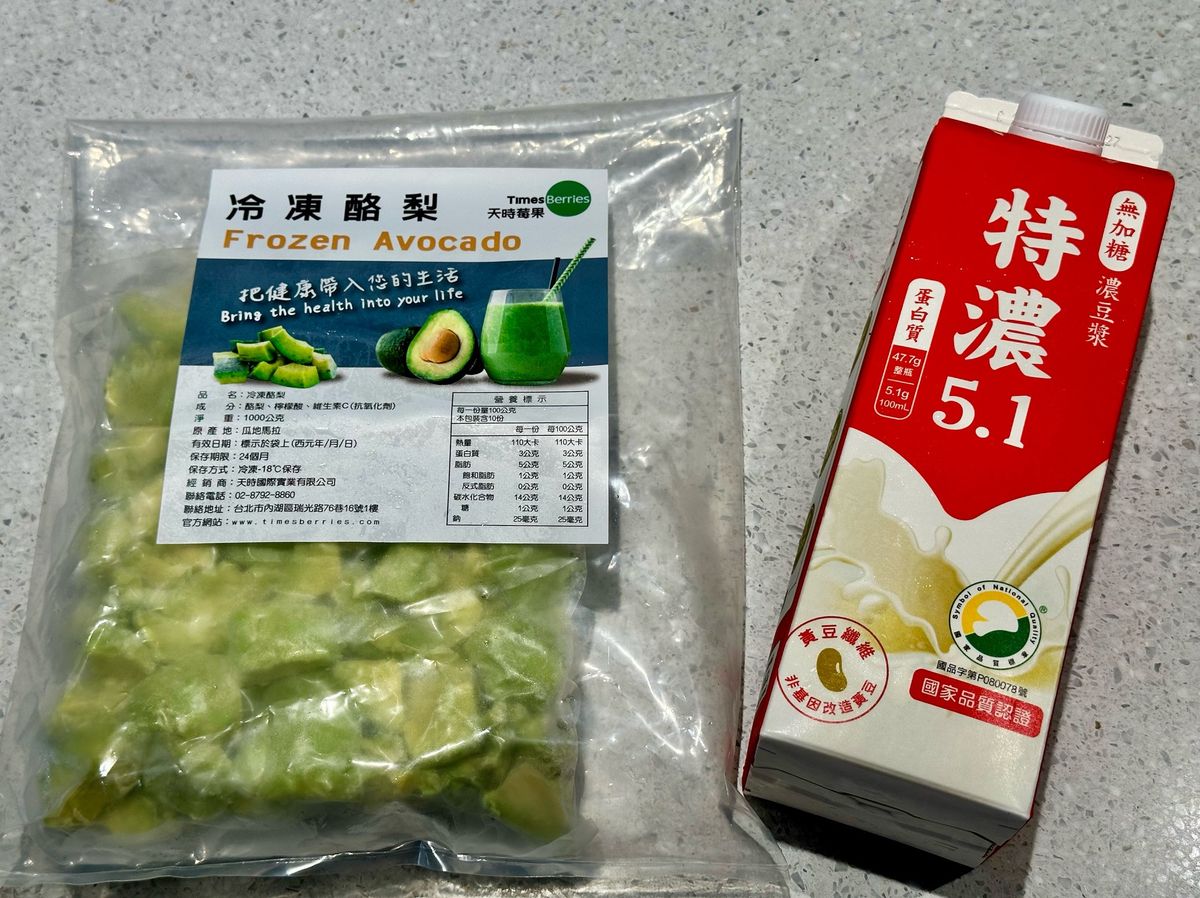 冷凍酪梨
Times Berries
天時莓果
Frozen Avocado
把健康帶入您的生活
Bring the health into your life
品 名：冷凍酪梨
成 分：酪梨、檸檬酸、維生素C(抗氧化劑)
淨 重：1000公克
原 產 地：瓜地馬拉
有效日期：標示於袋上(西元年/月/日)
保存期限：24個月
保存方式：冷凍-18℃保存
經 銷 商：天時國際實業有限公司
聯絡電話：02-8792-8860
聯絡地址：台北市內湖區瑞光路76巷16號1樓
官方網站：www.timesberries.com
營養標示
每一份量100公克
本包裝含10份
每一份 每100公克
熱量 110大卡 110大卡
蛋白質 3公克 3公克
脂肪 5公克 5公克
飽和脂肪 1公克 1公克
反式脂肪 0公克 0公克
碳水化合物 14公克 14公克
糖 1公克 1公克
鈉 25毫克 25毫克
無加糖
濃豆漿
特濃
5.1
蛋白質
47.7g
整瓶
5.1g
100mL
黃豆纖維
非基因改造黃豆
Symbol of National Quality
®
國家品質標章
國品字第P080078號
國家品質認證